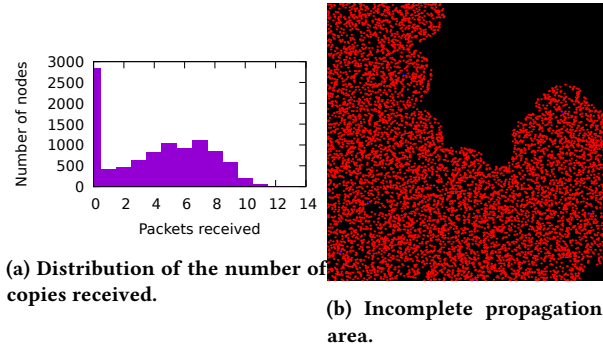 3000
2500
2000
1500
1000
500
0
Number of nodes
0 2 4 6 8 10 12 14
Packets received
(a) Distribution of the number of
copies received.
(b) Incomplete propagation
area.